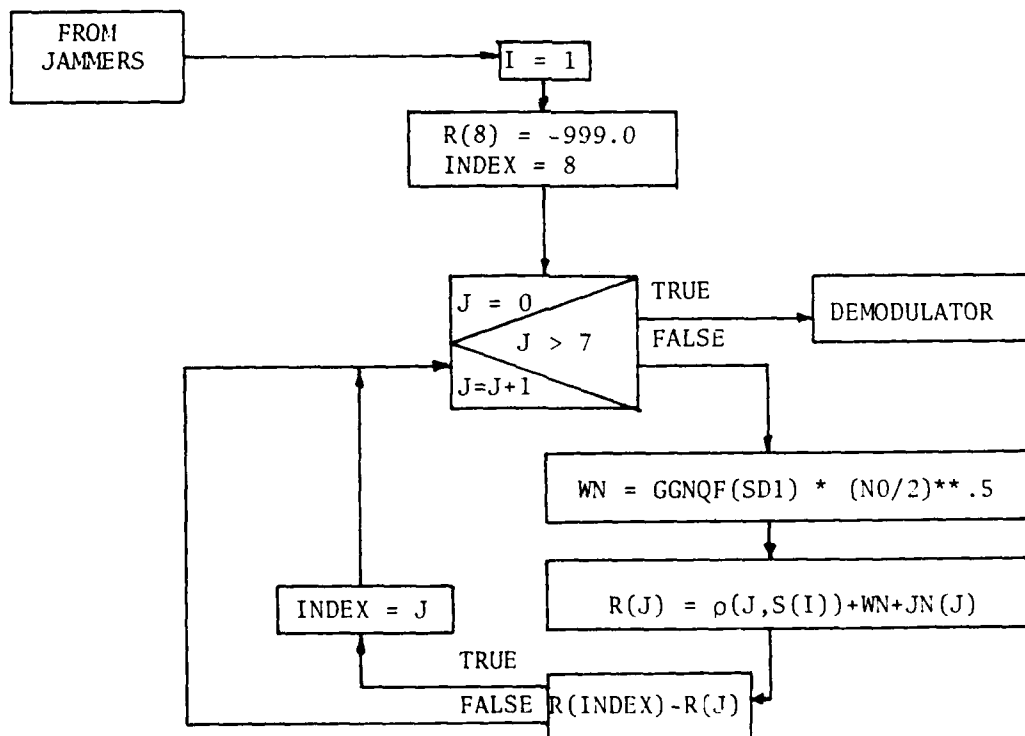 FROM
JAMMERS
I = 1
R(8) = -999.0
INDEX = 8
J = 0
J > 7
J=J+1
TRUE
FALSE
DEMODULATOR
WN = GGNQF(SD1) * (N0/2)**.5
R(J) = ρ(J,S(I))+WN+JN(J)
INDEX = J
TRUE
FALSE
R(INDEX)-R(J)